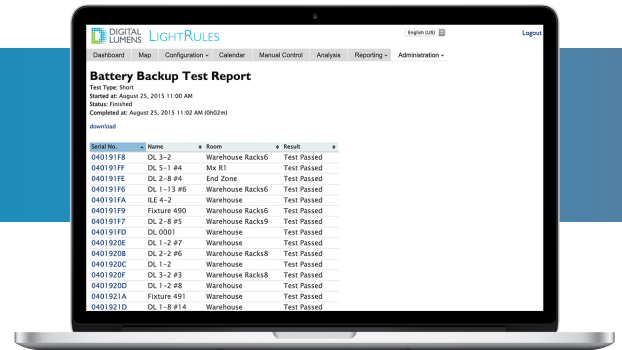 DIGITAL LUMENS LIGHTRULES
English (US)
Logout
Dashboard Map Configuration Calendar Manual Control Analysis Reporting Administration
Battery Backup Test Report
Test Type: Short
Started at: August 25, 2015 11:00 AM
Status: Finished
Completed at: August 25, 2015 11:02 AM (0h02m)
download
Serial No. Name Room Result
040191F8 DL 3-2 Warehouse Racks6 Test Passed
040191FF DL 5-1 #4 Mx R1 Test Passed
040191FE DL 2-8 #4 End Zone Test Passed
040191F6 DL 1-13 #6 Warehouse Racks6 Test Passed
040191FA ILE 4-2 Warehouse Test Passed
040191F9 Fixture 490 Warehouse Racks6 Test Passed
040191F7 DL 2-8 #5 Warehouse Racks9 Test Passed
040191FD DL 0001 Warehouse Test Passed
0401920E DL 1-2 #7 Warehouse Test Passed
0401920B DL 2-2 #6 Warehouse Racks8 Test Passed
0401920C DL 1-2 Warehouse Test Passed
0401920F DL 3-2 #3 Warehouse Racks8 Test Passed
0401920D DL 1-2 #8 Warehouse Test Passed
0401921A Fixture 491 Warehouse Test Passed
0401921D DL 1-8 #14 Warehouse Test Passed